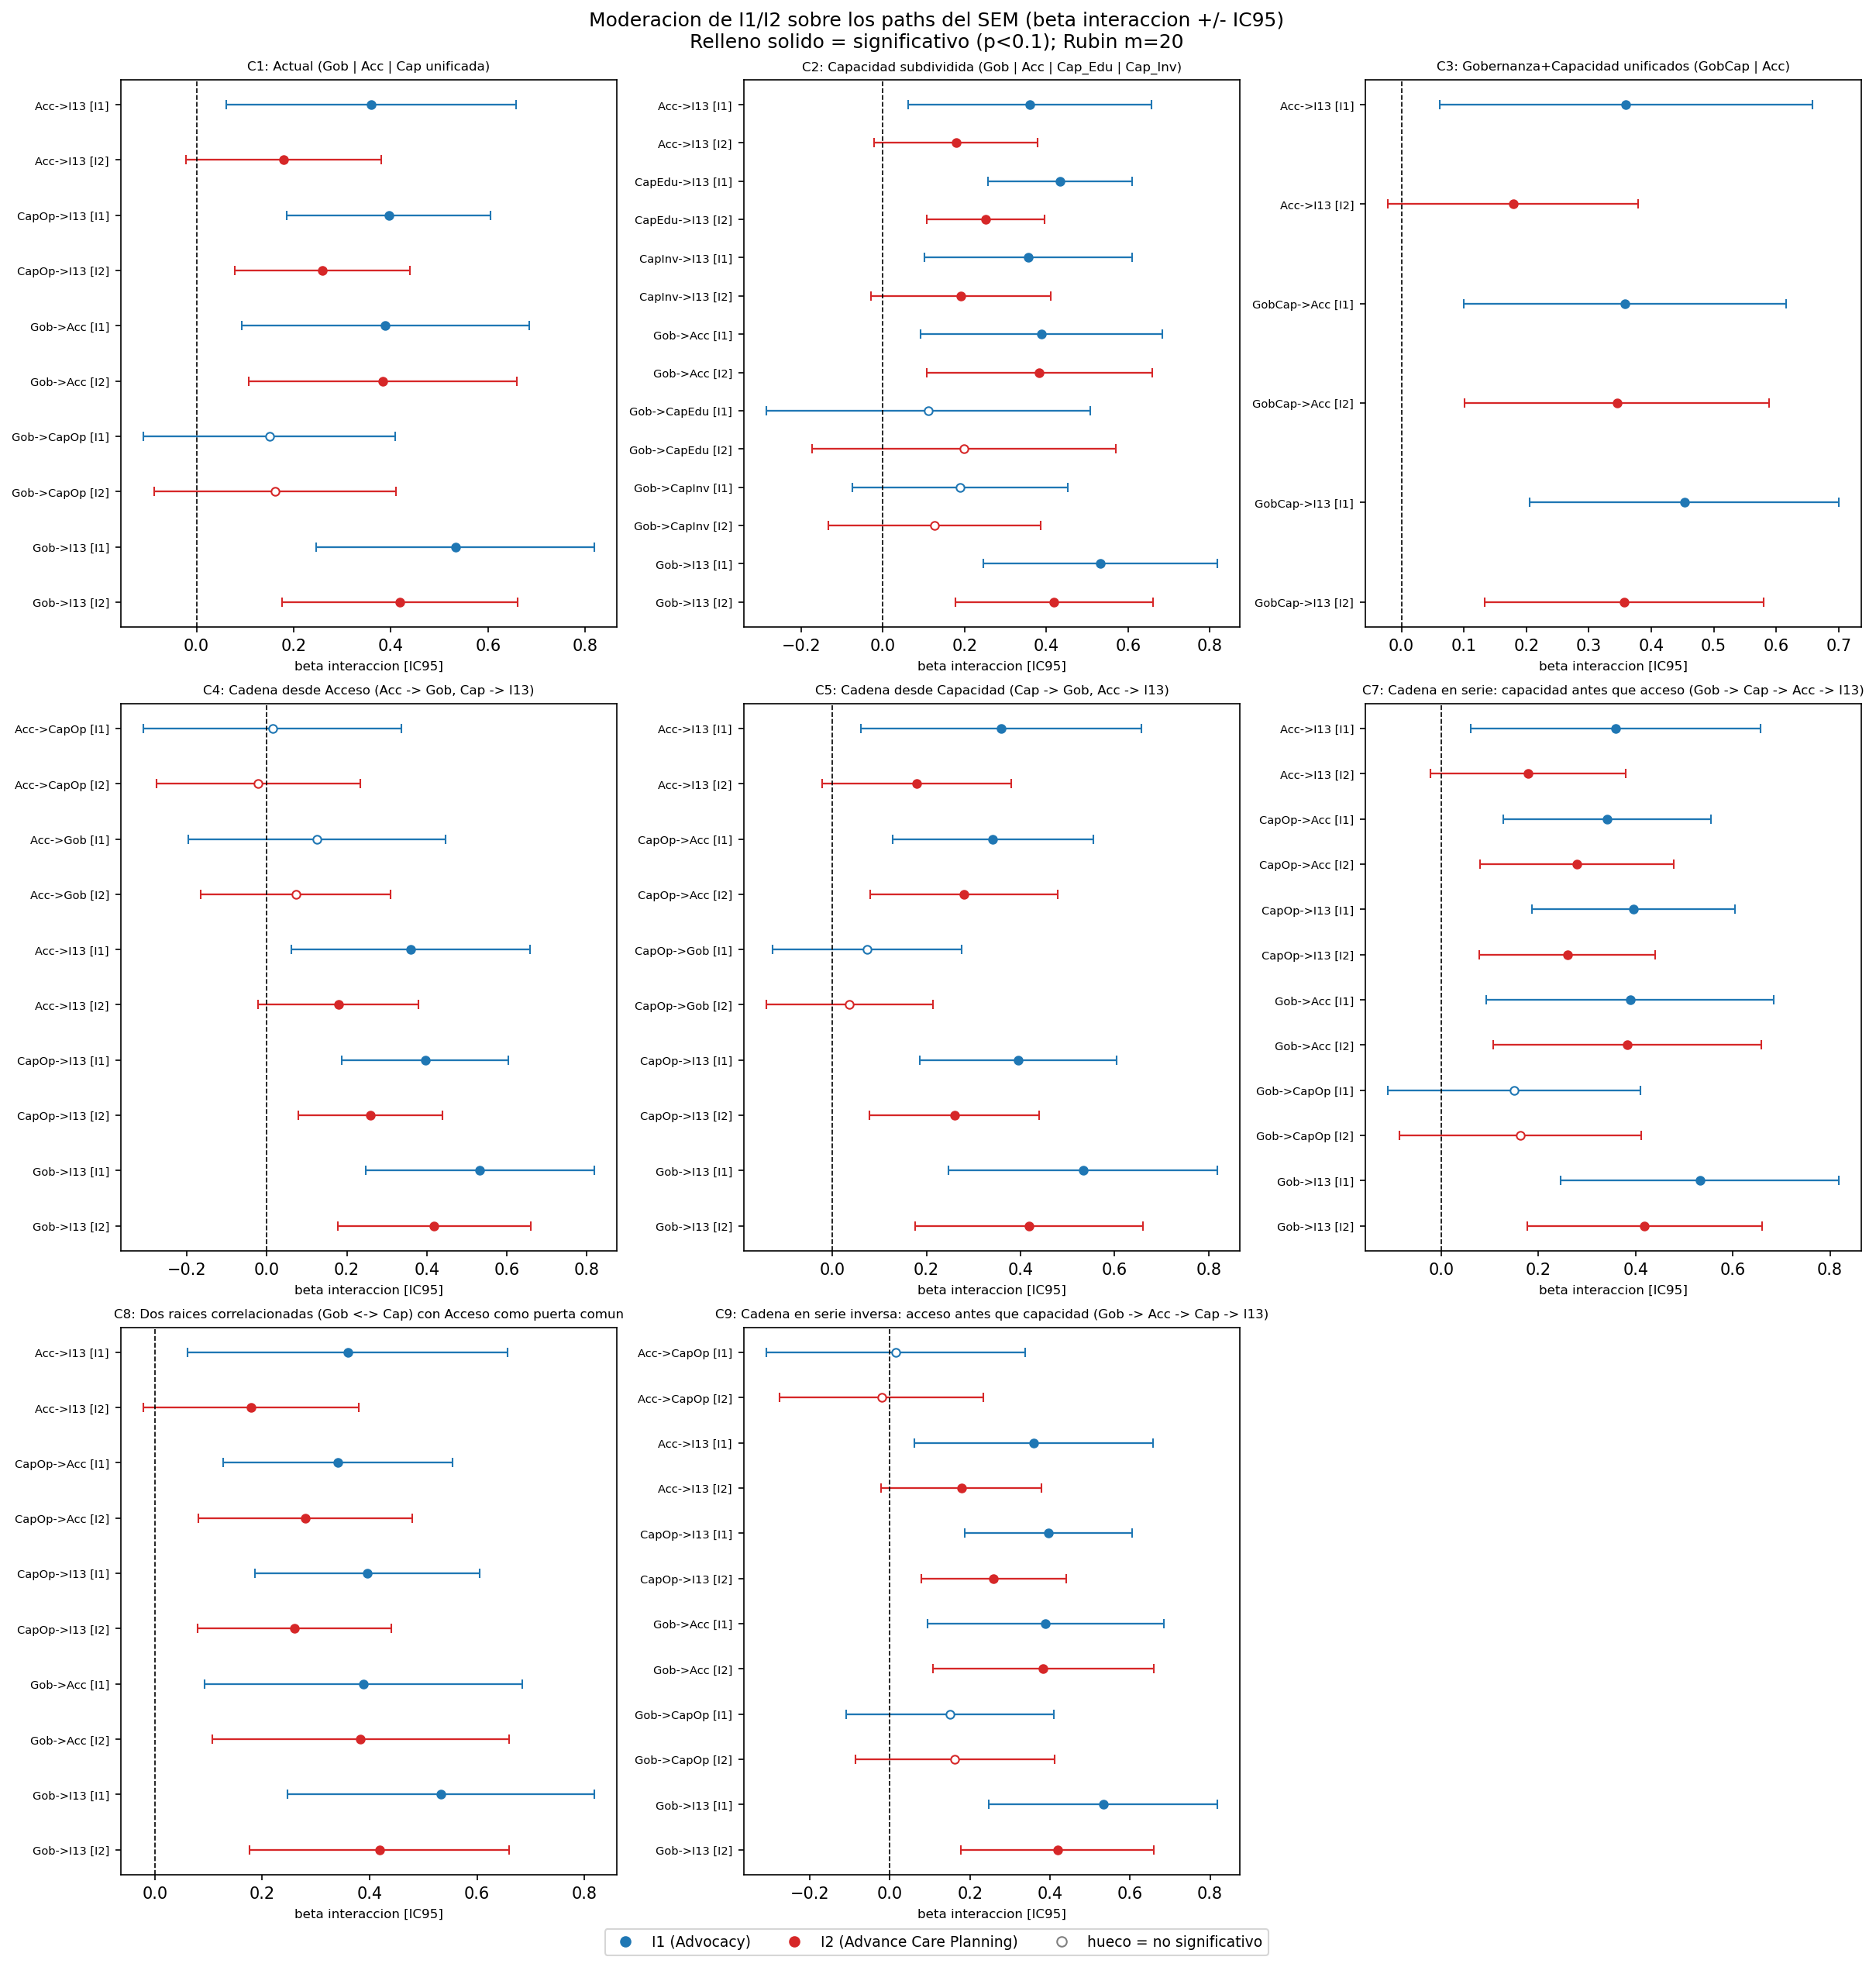 Moderacion de I1/I2 sobre los paths del SEM (beta interaccion +/- IC95)
Relleno solido = significativo (p<0.1); Rubin m=20
C1: Actual (Gob | Acc | Cap unificada)
Acc->I13 [I1]
Acc->I13 [I2]
CapOp->I13 [I1]
CapOp->I13 [I2]
Gob->Acc [I1]
Gob->Acc [I2]
Gob->CapOp [I1]
Gob->CapOp [I2]
Gob->I13 [I1]
Gob->I13 [I2]
0.0 0.2 0.4 0.6 0.8
beta interaccion [IC95]
C2: Capacidad subdividida (Gob | Acc | Cap_Edu | Cap_Inv)
Acc->I13 [I1]
Acc->I13 [I2]
CapEdu->I13 [I1]
CapEdu->I13 [I2]
CapInv->I13 [I1]
CapInv->I13 [I2]
Gob->Acc [I1]
Gob->Acc [I2]
Gob->CapEdu [I1]
Gob->CapEdu [I2]
Gob->CapInv [I1]
Gob->CapInv [I2]
Gob->I13 [I1]
Gob->I13 [I2]
−0.2 0.0 0.2 0.4 0.6 0.8
beta interaccion [IC95]
C3: Gobernanza+Capacidad unificados (GobCap | Acc)
Acc->I13 [I1]
Acc->I13 [I2]
GobCap->Acc [I1]
GobCap->Acc [I2]
GobCap->I13 [I1]
GobCap->I13 [I2]
0.0 0.1 0.2 0.3 0.4 0.5 0.6 0.7
beta interaccion [IC95]
C4: Cadena desde Acceso (Acc -> Gob, Cap -> I13)
Acc->CapOp [I1]
Acc->CapOp [I2]
Acc->Gob [I1]
Acc->Gob [I2]
Acc->I13 [I1]
Acc->I13 [I2]
CapOp->I13 [I1]
CapOp->I13 [I2]
Gob->I13 [I1]
Gob->I13 [I2]
−0.2 0.0 0.2 0.4 0.6 0.8
beta interaccion [IC95]
C5: Cadena desde Capacidad (Cap -> Gob, Acc -> I13)
Acc->I13 [I1]
Acc->I13 [I2]
CapOp->Acc [I1]
CapOp->Acc [I2]
CapOp->Gob [I1]
CapOp->Gob [I2]
CapOp->I13 [I1]
CapOp->I13 [I2]
Gob->I13 [I1]
Gob->I13 [I2]
0.0 0.2 0.4 0.6 0.8
beta interaccion [IC95]
C7: Cadena en serie: capacidad antes que acceso (Gob -> Cap -> Acc -> I13)
Acc->I13 [I1]
Acc->I13 [I2]
CapOp->Acc [I1]
CapOp->Acc [I2]
CapOp->I13 [I1]
CapOp->I13 [I2]
Gob->Acc [I1]
Gob->Acc [I2]
Gob->CapOp [I1]
Gob->CapOp [I2]
Gob->I13 [I1]
Gob->I13 [I2]
0.0 0.2 0.4 0.6 0.8
beta interaccion [IC95]
C8: Dos raices correlacionadas (Gob <-> Cap) con Acceso como puerta comun
Acc->I13 [I1]
Acc->I13 [I2]
CapOp->Acc [I1]
CapOp->Acc [I2]
CapOp->I13 [I1]
CapOp->I13 [I2]
Gob->Acc [I1]
Gob->Acc [I2]
Gob->I13 [I1]
Gob->I13 [I2]
0.0 0.2 0.4 0.6 0.8
beta interaccion [IC95]
C9: Cadena en serie inversa: acceso antes que capacidad (Gob -> Acc -> Cap -> I13)
Acc->CapOp [I1]
Acc->CapOp [I2]
Acc->I13 [I1]
Acc->I13 [I2]
CapOp->I13 [I1]
CapOp->I13 [I2]
Gob->Acc [I1]
Gob->Acc [I2]
Gob->CapOp [I1]
Gob->CapOp [I2]
Gob->I13 [I1]
Gob->I13 [I2]
−0.2 0.0 0.2 0.4 0.6 0.8
beta interaccion [IC95]
I1 (Advocacy) I2 (Advance Care Planning) hueco = no significativo